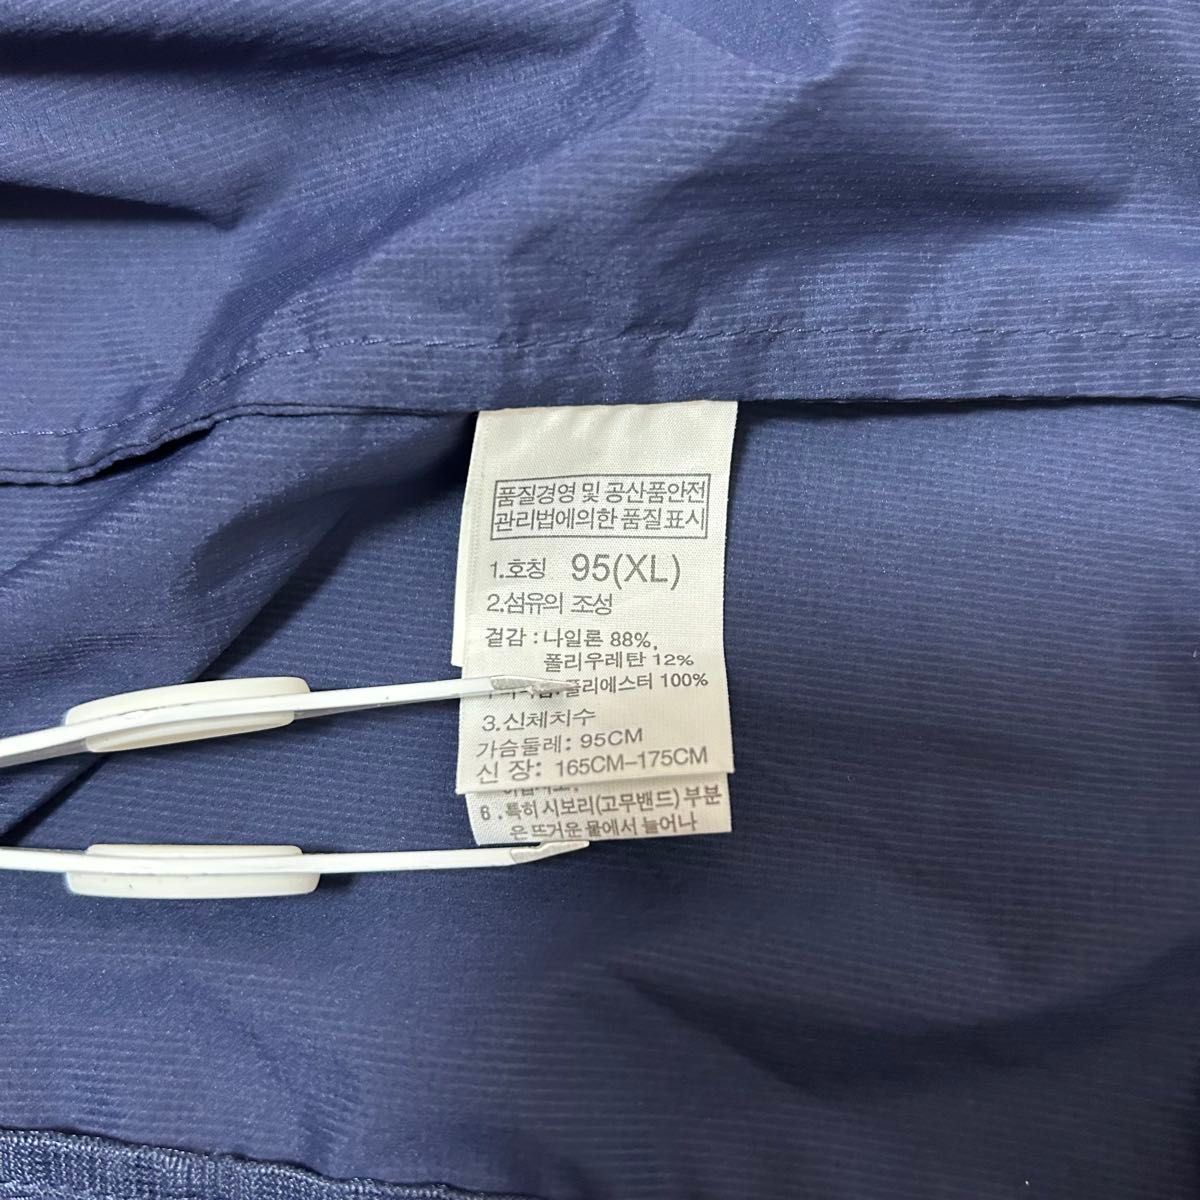 품질경영 및 공산품안전
관리법에의한 품질표시
1.호칭 95(XL)
2.섬유의 조성
겉감 : 나일론 88%,
폴리우레탄 12%
폴리에스터 100%
3.신체치수
가슴둘레: 95CM
신 장: 165CM-175CM
6.특히 시보리(고무밴드) 부분
은 뜨거운 물에서 늘어나